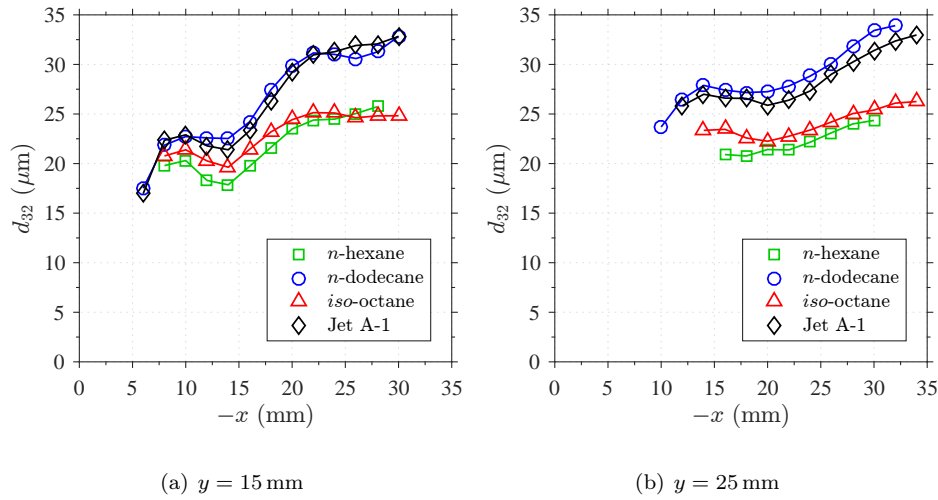 35
30
25
20
15
10
5
0
d32 (μm)
n-hexane
n-dodecane
iso-octane
Jet A-1
0 5 10 15 20 25 30 35
−x (mm)
(a) y = 15 mm
35
30
25
20
15
10
5
0
d32 (μm)
n-hexane
n-dodecane
iso-octane
Jet A-1
0 5 10 15 20 25 30 35
−x (mm)
(b) y = 25 mm